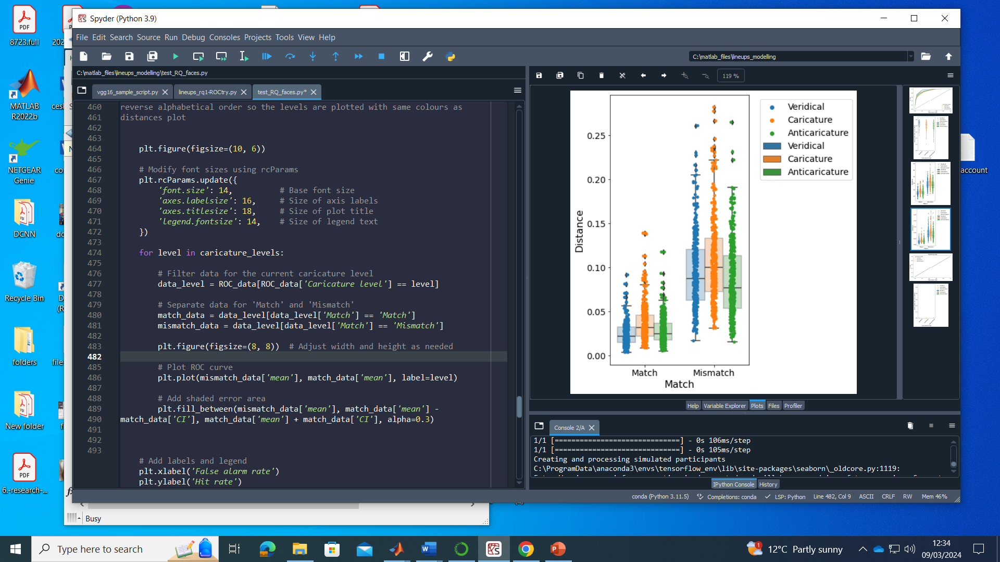 8723.full
202
MATLAB
R2022b
cesl
NETGEAR
Genie
DCNN
Recycle Bin
folders
file
New folder
6.-research-...
account
Spyder (Python 3.9)
File Edit Search Source Run Debug Consoles Projects Tools View Help
C:\matlab_files\lineups_modelling
C:\matlab_files\lineups_modelling\test_RQ_faces.py
vgg16_sample_script.py
lineups_rq1-ROCtry.py
test_RQ_faces.py*
460 reverse alphabetical order so the levels are plotted with same colours as
461 distances plot
462
463
464 plt.figure(figsize=(10, 6))
465
466 # Modify font sizes using rcParams
467 plt.rcParams.update({
468 'font.size': 14, # Base font size
469 'axes.labelsize': 16, # Size of axis labels
470 'axes.titlesize': 18, # Size of plot title
471 'legend.fontsize': 14, # Size of legend text
472 })
473
474 for level in caricature_levels:
475
476 # Filter data for the current caricature level
477 data_level = ROC_data[ROC_data['Caricature level'] == level]
478
479 # Separate data for 'Match' and 'Mismatch'
480 match_data = data_level[data_level['Match'] == 'Match']
481 mismatch_data = data_level[data_level['Match'] == 'Mismatch']
482
483 plt.figure(figsize=(8, 8)) # Adjust width and height as needed
482
485 # Plot ROC curve
486 plt.plot(mismatch_data['mean'], match_data['mean'], label=level)
487
488 # Add shaded error area
489 plt.fill_between(mismatch_data['mean'], match_data['mean'] -
490 match_data['CI'], match_data['mean'] + match_data['CI'], alpha=0.3)
491
492
493
# Add labels and legend
plt.xlabel('False alarm rate')
plt.ylabel('Hit rate')
119 %
Veridical
Caricature
Anticaricature
Veridical
Caricature
Anticaricature
0.25
0.20
0.15
0.10
0.05
0.00
Distance
Match Mismatch
Match
Help Variable Explorer Plots Files Profiler
Console 2/A
1/1 [==============================] - 0s 106ms/step
1/1 [==============================] - 0s 105ms/step
Creating and processing simulated participants
C:\ProgramData\anaconda3\envs\tensorflow_env\lib\site-packages\seaborn\_oldcore.py:1119:
IPython Console History
conda (Python 3.11.5) Completions: conda LSP: Python Line 482, Col 9 ASCII CRLF RW Mem 46%
Busy
Type here to search
12°C Partly sunny
12:34
09/03/2024